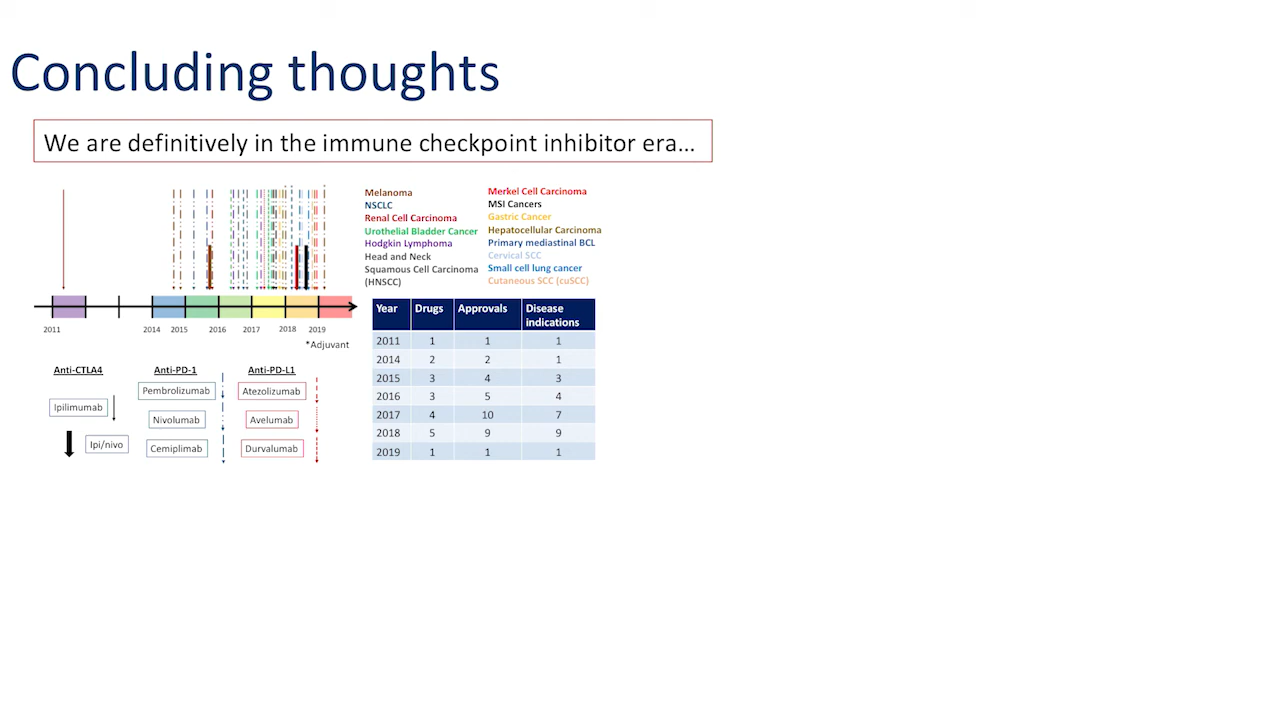 Concluding thoughts
We are definitively in the immune checkpoint inhibitor era…
Melanoma
NSCLC
Renal Cell Carcinoma
Urothelial Bladder Cancer
Hodgkin Lymphoma
Head and Neck
Squamous Cell Carcinoma
(HNSCC)
Merkel Cell Carcinoma
MSI Cancers
Gastric Cancer
Hepatocellular Carcinoma
Primary mediastinal BCL
Cervical SCC
Small cell lung cancer
Cutaneous SCC (cuSCC)
2011 2014 2015 2016 2017 2018 2019
*Adjuvant
Anti-CTLA4 Anti-PD-1 Anti-PD-L1
Pembrolizumab Atezolizumab
Ipilimumab
Nivolumab Avelumab
Ipi/nivo
Cemiplimab Durvalumab
Year Drugs Approvals Disease indications
2011 1 1 1
2014 2 2 1
2015 3 4 3
2016 3 5 4
2017 4 10 7
2018 5 9 9
2019 1 1 1